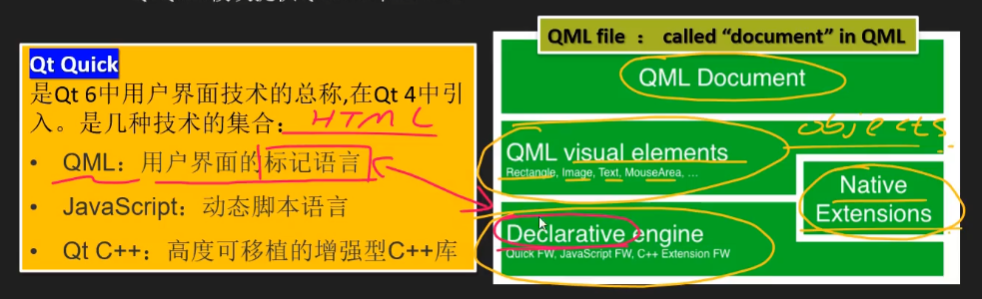 QML file ： called “document” in QML
Qt Quick
是Qt 6中用户界面技术的总称,在Qt 4中引
入。是几种技术的集合：HTML
• QML：用户界面的标记语言
• JavaScript：动态脚本语言
• Qt C++：高度可移植的增强型C++库
QML Document
objects
QML visual elements
Rectangle, Image, Text, MouseArea, ...
Native
Extensions
Declarative engine
Quick FW, JavaScript FW, C++ Extension FW